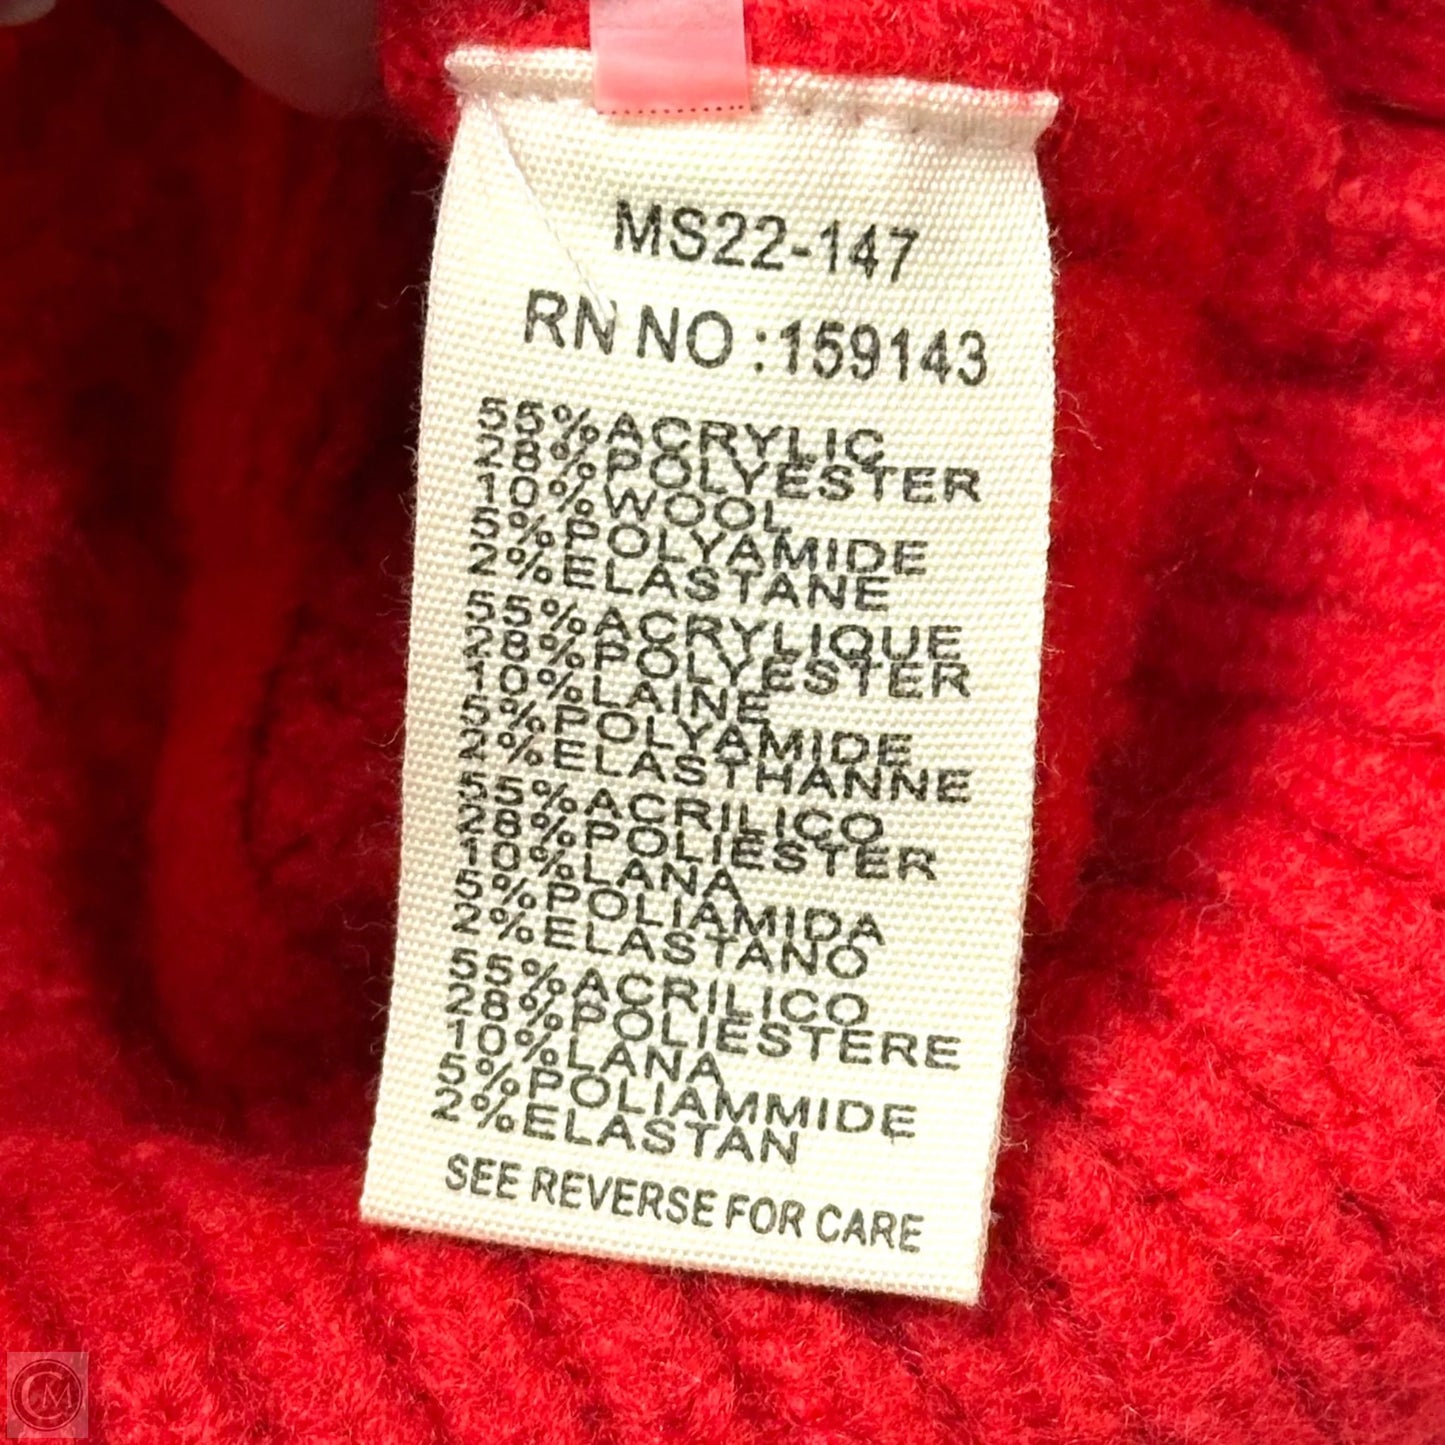 MS22-147
RN NO :159143
55%ACRYLIC
28%POLYESTER
10%WOOL
5%POLYAMIDE
2%ELASTANE
55%ACRYLIQUE
28%POLYESTER
10%LAINE
5%POLYAMIDE
2%ELASTHANNE
55%ACRILICO
28%POLIESTER
10%LANA
5%POLIAMIDA
2%ELASTANO
55%ACRILICO
28%POLIESTERE
10%LANA
5%POLIAMMIDE
2%ELASTAN
SEE REVERSE FOR CARE
CM